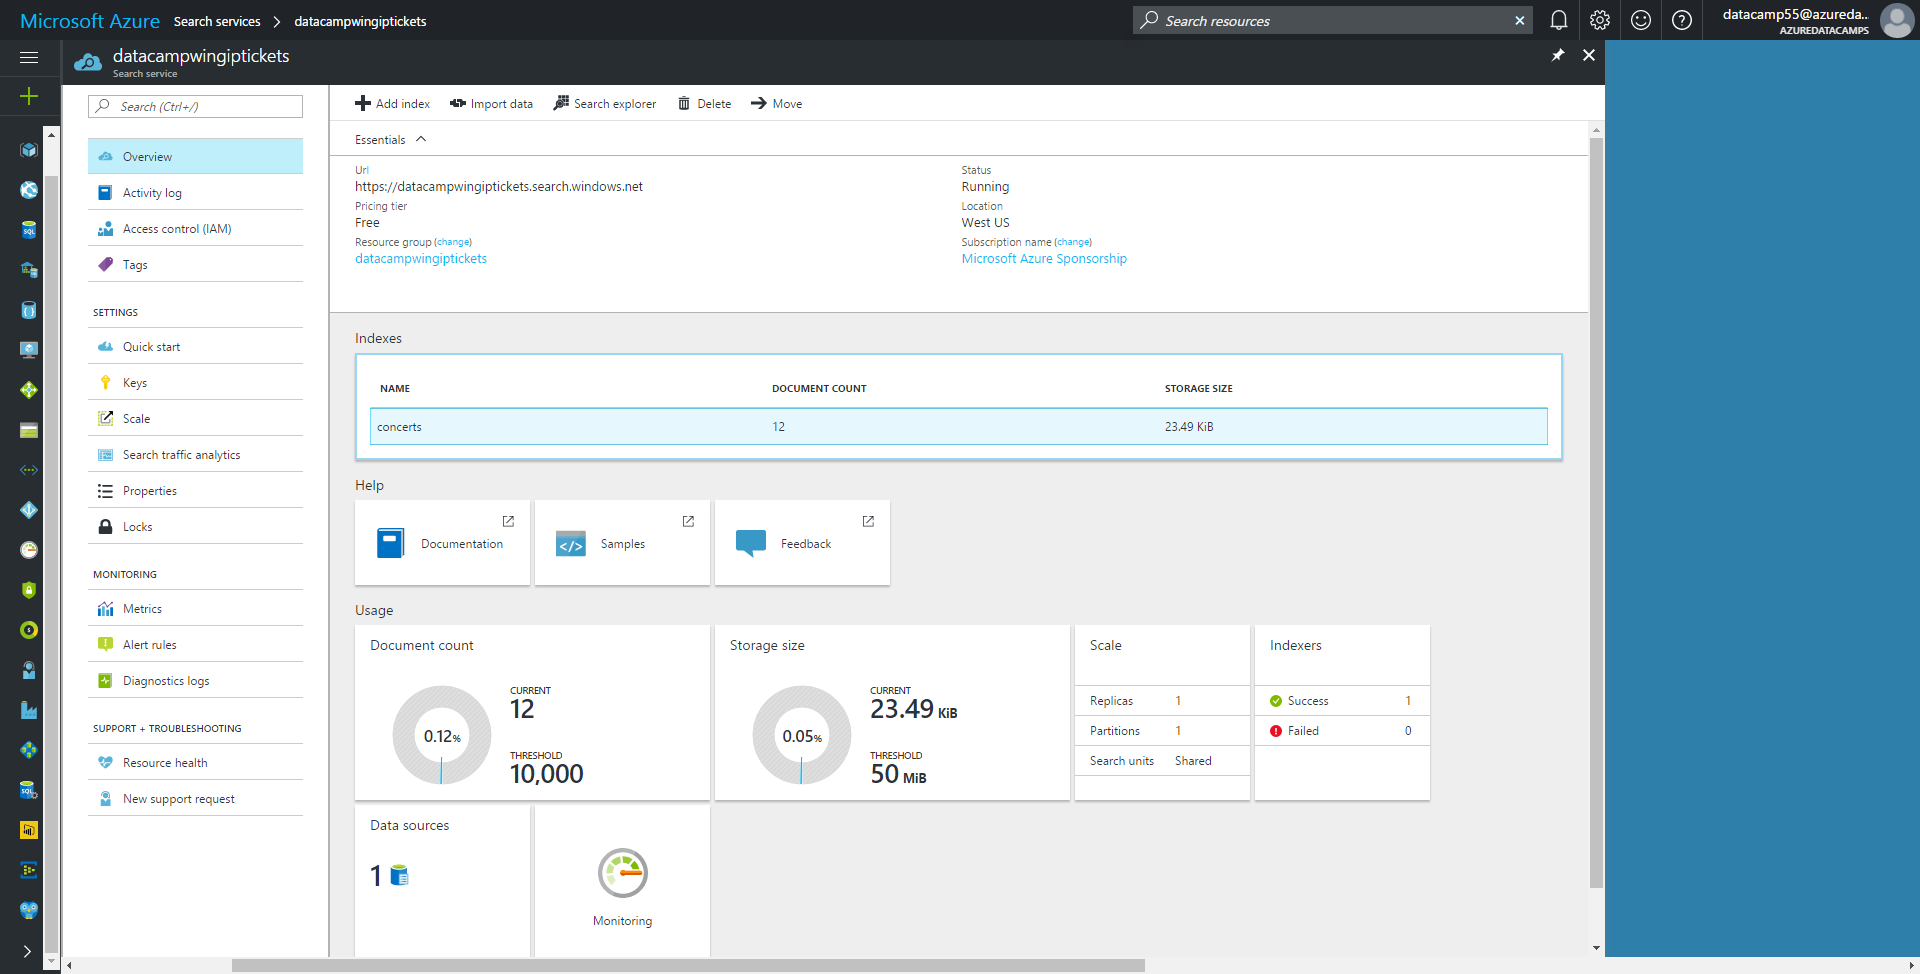 Microsoft Azure Search services > datacampwingiptickets
Search resources
datacamp55@azureda...
AZUREDATACAMPS
datacampwingiptickets
Search service
Search (Ctrl+/)
Overview
Activity log
Access control (IAM)
Tags
SETTINGS
Quick start
Keys
Scale
Search traffic analytics
Properties
Locks
MONITORING
Metrics
Alert rules
Diagnostics logs
SUPPORT + TROUBLESHOOTING
Resource health
New support request
Add index Import data Search explorer Delete Move
Essentials
Url
https://datacampwingiptickets.search.windows.net
Pricing tier
Free
Resource group (change)
datacampwingiptickets
Status
Running
Location
West US
Subscription name (change)
Microsoft Azure Sponsorship
Indexes
NAME DOCUMENT COUNT STORAGE SIZE
concerts 12 23.49 KiB
Help
Documentation
</>
Samples
Feedback
Usage
Document count
0.12%
CURRENT
12
THRESHOLD
10,000
Storage size
0.05%
CURRENT
23.49 KiB
THRESHOLD
50 MiB
Scale
Replicas 1
Partitions 1
Search units Shared
Indexers
Success 1
Failed 0
Data sources
1
Monitoring